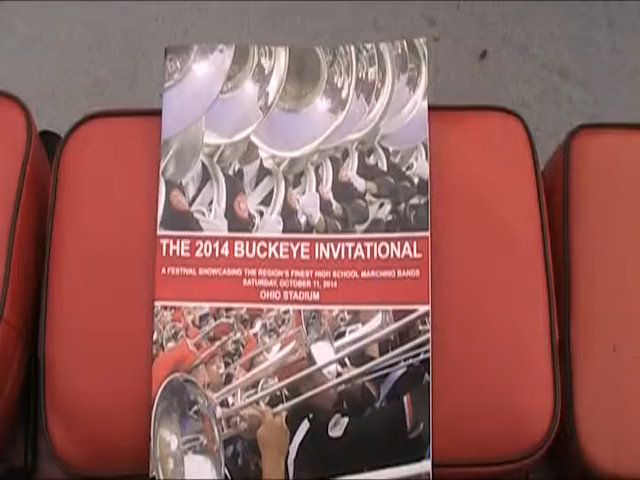 THE 2014 BUCKEYE INVITATIONAL
A FESTIVAL SHOWCASING THE REGION'S FINEST HIGH SCHOOL MARCHING BANDS
SATURDAY, OCTOBER 11, 2014
OHIO STADIUM